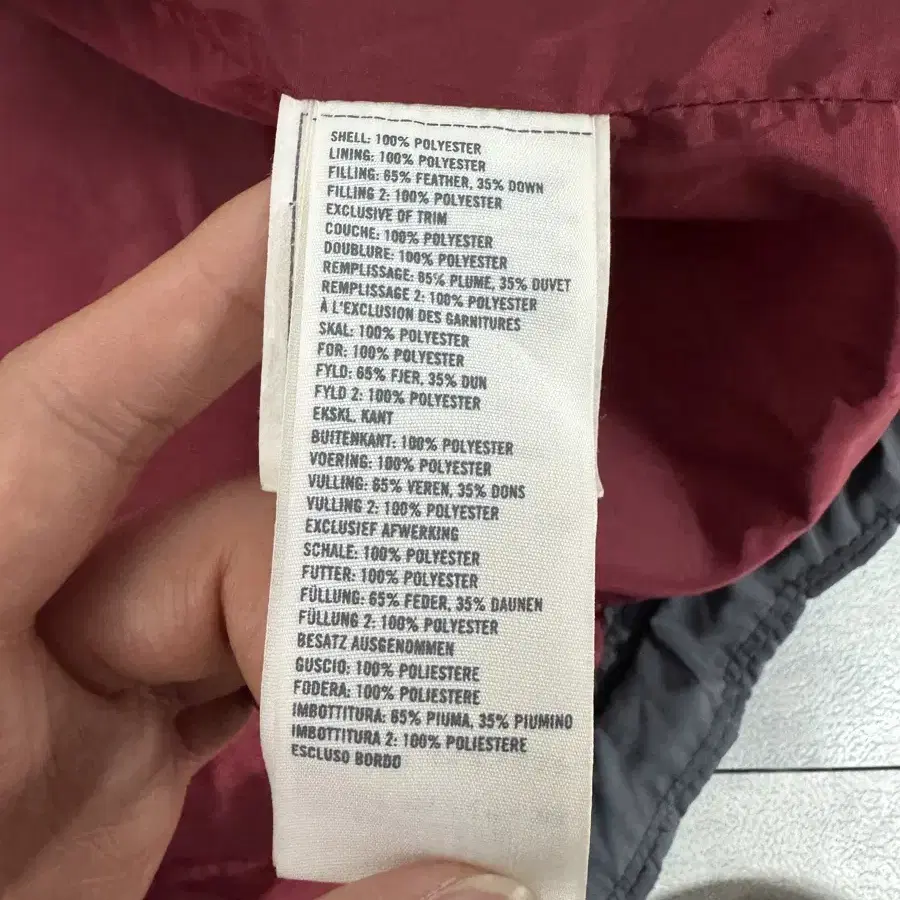 SHELL: 100% POLYESTER
LINING: 100% POLYESTER
FILLING: 65% FEATHER, 35% DOWN
FILLING 2: 100% POLYESTER
EXCLUSIVE OF TRIM
COUCHE: 100% POLYESTER
DOUBLURE: 100% POLYESTER
REMPLISSAGE: 65% PLUME, 35% DUVET
REMPLISSAGE 2: 100% POLYESTER
À L'EXCLUSION DES GARNITURES
SKAL: 100% POLYESTER
FOR: 100% POLYESTER
FYLD: 65% FJER, 35% DUN
FYLD 2: 100% POLYESTER
EKSKL. KANT
BUITENKANT: 100% POLYESTER
VOERING: 100% POLYESTER
VULLING: 65% VEREN, 35% DONS
VULLING 2: 100% POLYESTER
EXCLUSIEF AFWERKING
SCHALE: 100% POLYESTER
FUTTER: 100% POLYESTER
FÜLLUNG: 65% FEDER, 35% DAUNEN
FÜLLUNG 2: 100% POLYESTER
BESATZ AUSGENOMMEN
GUSCIO: 100% POLIESTERE
FODERA: 100% POLIESTERE
IMBOTTITURA: 65% PIUMA, 35% PIUMINO
IMBOTTITURA 2: 100% POLIESTERE
ESCLUSO BORDO